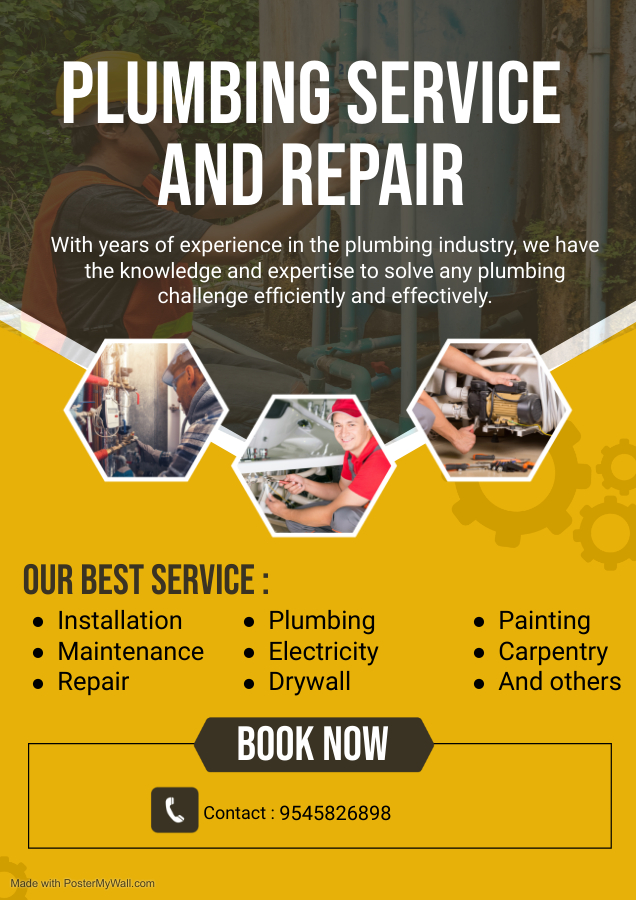 PLUMBING SERVICE
AND REPAIR
With years of experience in the plumbing industry, we have
the knowledge and expertise to solve any plumbing
challenge efficiently and effectively.
OUR BEST SERVICE :
● Installation ● Plumbing ● Painting
● Maintenance ● Electricity ● Carpentry
● Repair ● Drywall ● And others
BOOK NOW
Contact : 9545826898
Made with PosterMyWall.com